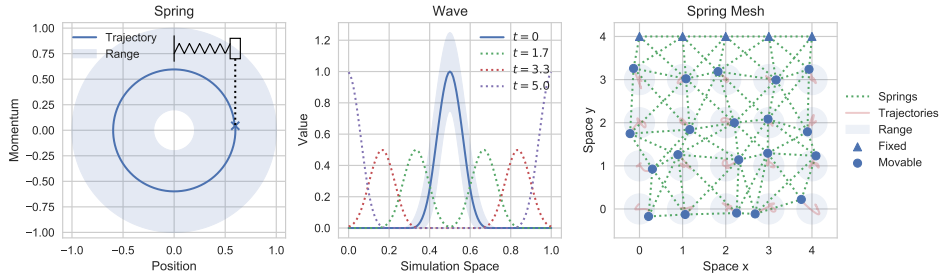 Spring
Momentum
1.00
0.75
0.50
0.25
0.00
−0.25
−0.50
−0.75
−1.00
−1.0 −0.5 0.0 0.5 1.0
Position
Trajectory
Range
Wave
Value
1.2
1.0
0.8
0.6
0.4
0.2
0.0
0.0 0.2 0.4 0.6 0.8 1.0
Simulation Space
t = 0
t = 1.7
t = 3.3
t = 5.0
Spring Mesh
Space y
4
3
2
1
0
0 1 2 3 4
Space x
Springs
Trajectories
Range
Fixed
Movable